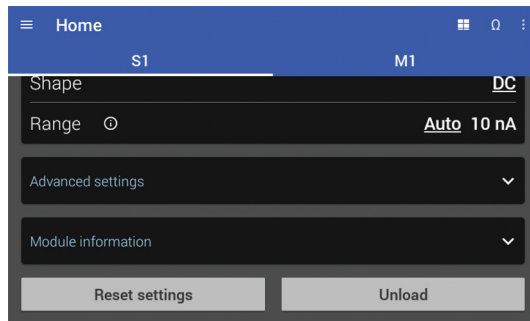 Home Ω
S1 M1
Shape DC
Range Auto 10 nA
Advanced settings
Module information
Reset settings Unload